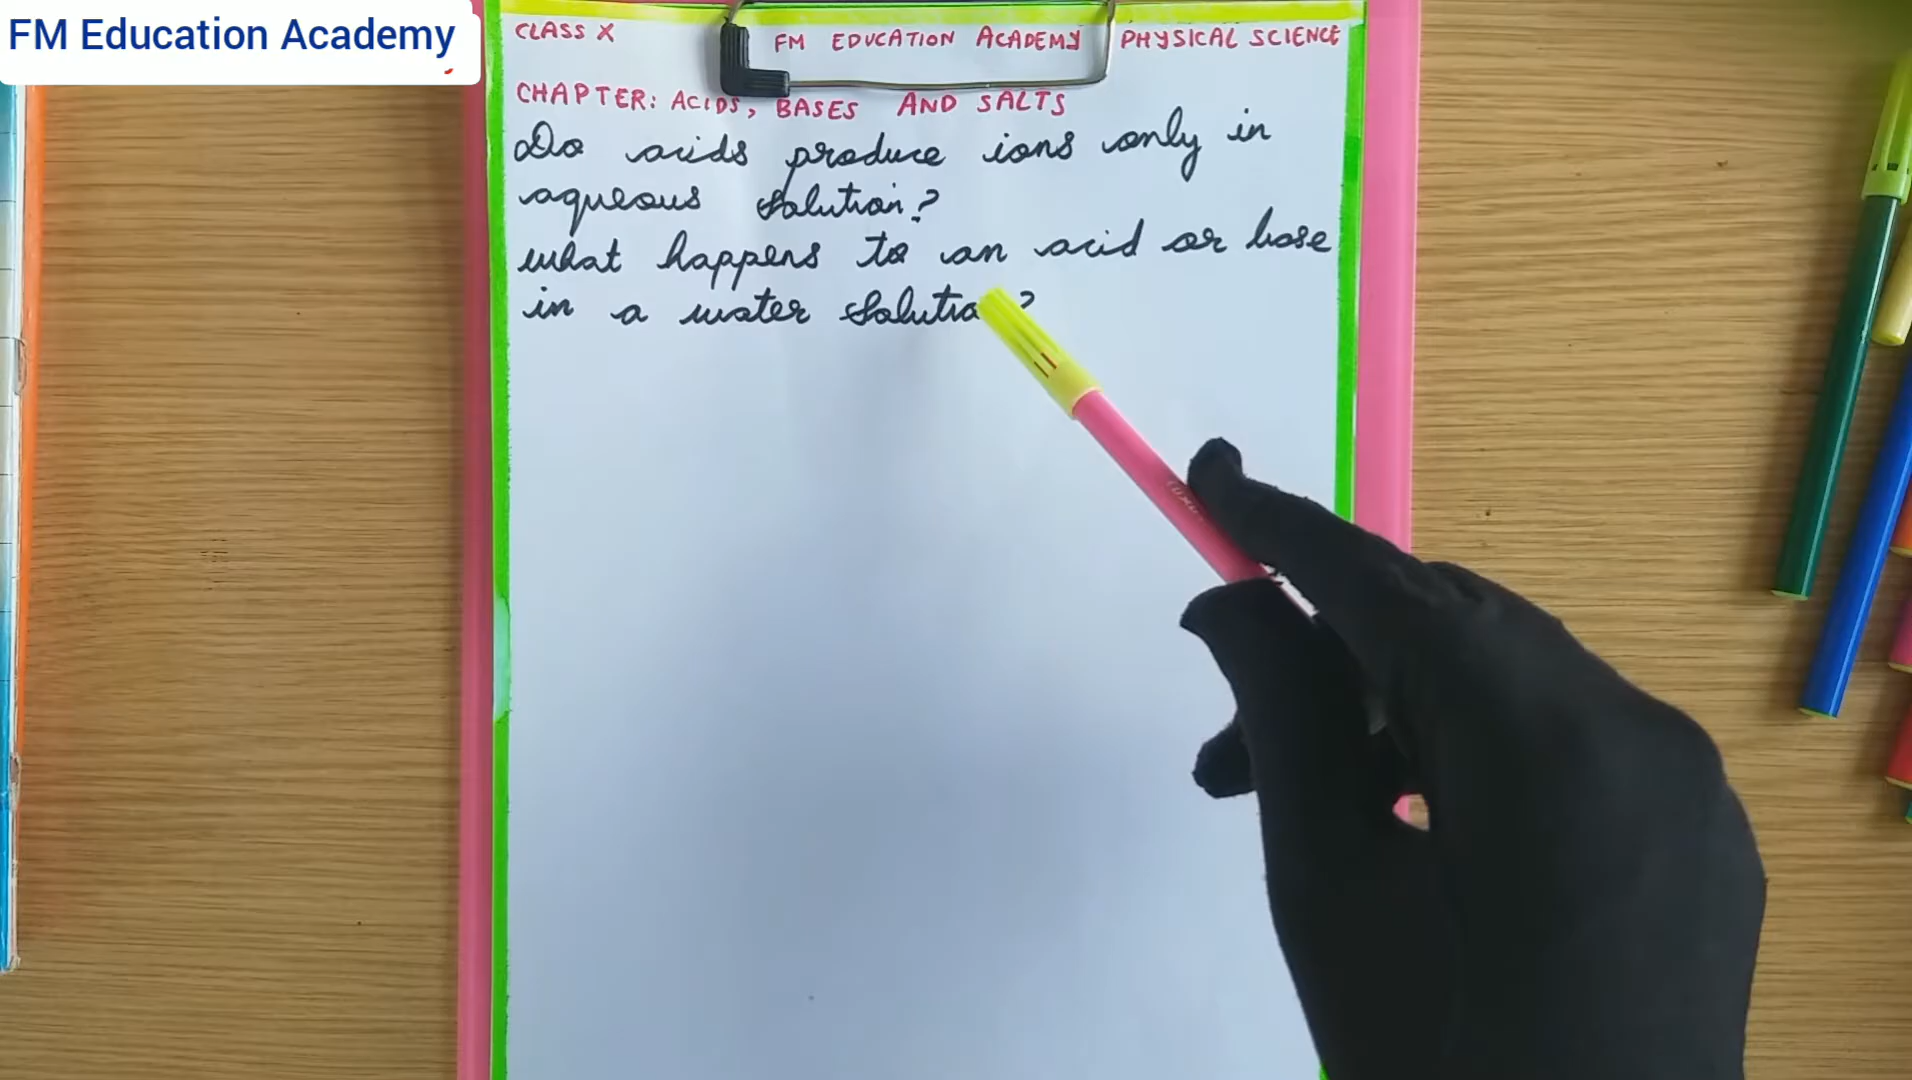 FM Education Academy
CLASS X FM EDUCATION ACADEMY PHYSICAL SCIENCE
CHAPTER: ACIDS, BASES AND SALTS
Do acids produce ions only in
aqueous solution?
what happens to an acid or base
in a water solution?